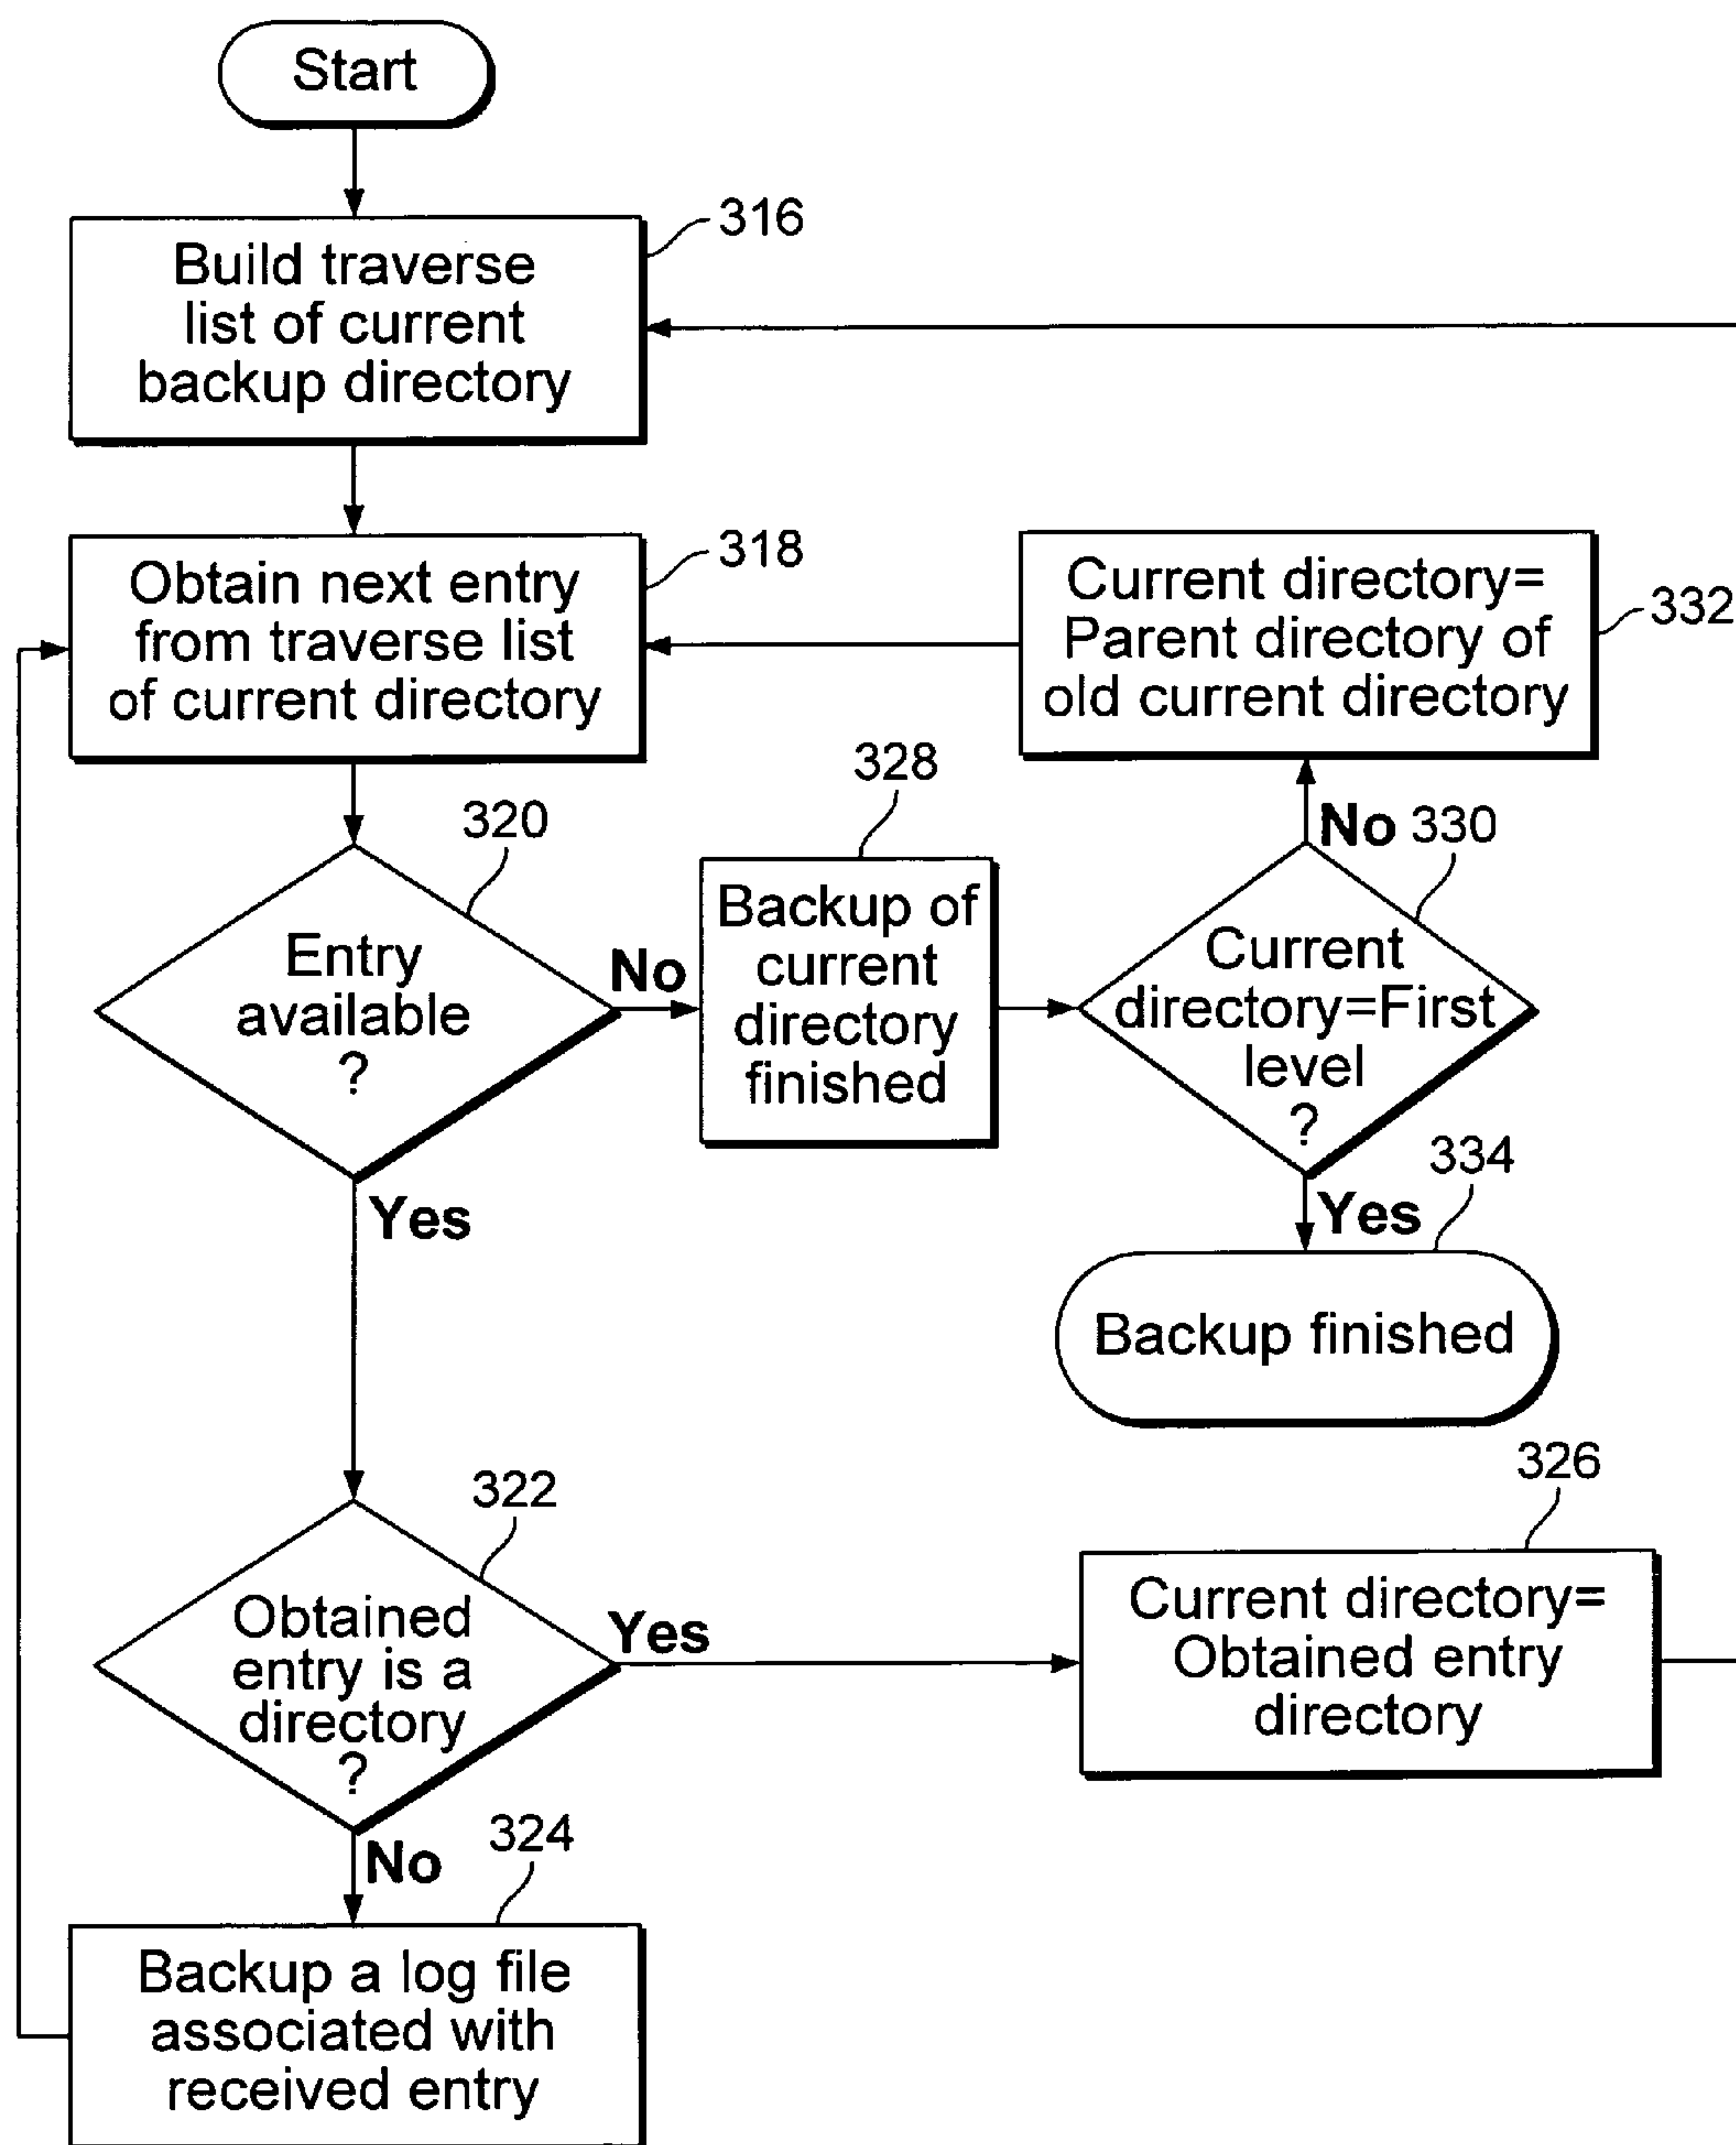 Start
316
Build traverse
list of current
backup directory
318
Obtain next entry
from traverse list
of current directory
332
Current directory=
Parent directory of
old current directory
320
Entry
available
?
No
328
Backup of
current
directory
finished
No
330
Current
directory=First
level
?
Yes
334
Backup finished
Yes
322
Obtained
entry is a
directory
?
Yes
326
Current directory=
Obtained entry
directory
No
324
Backup a log file
associated with
received entry